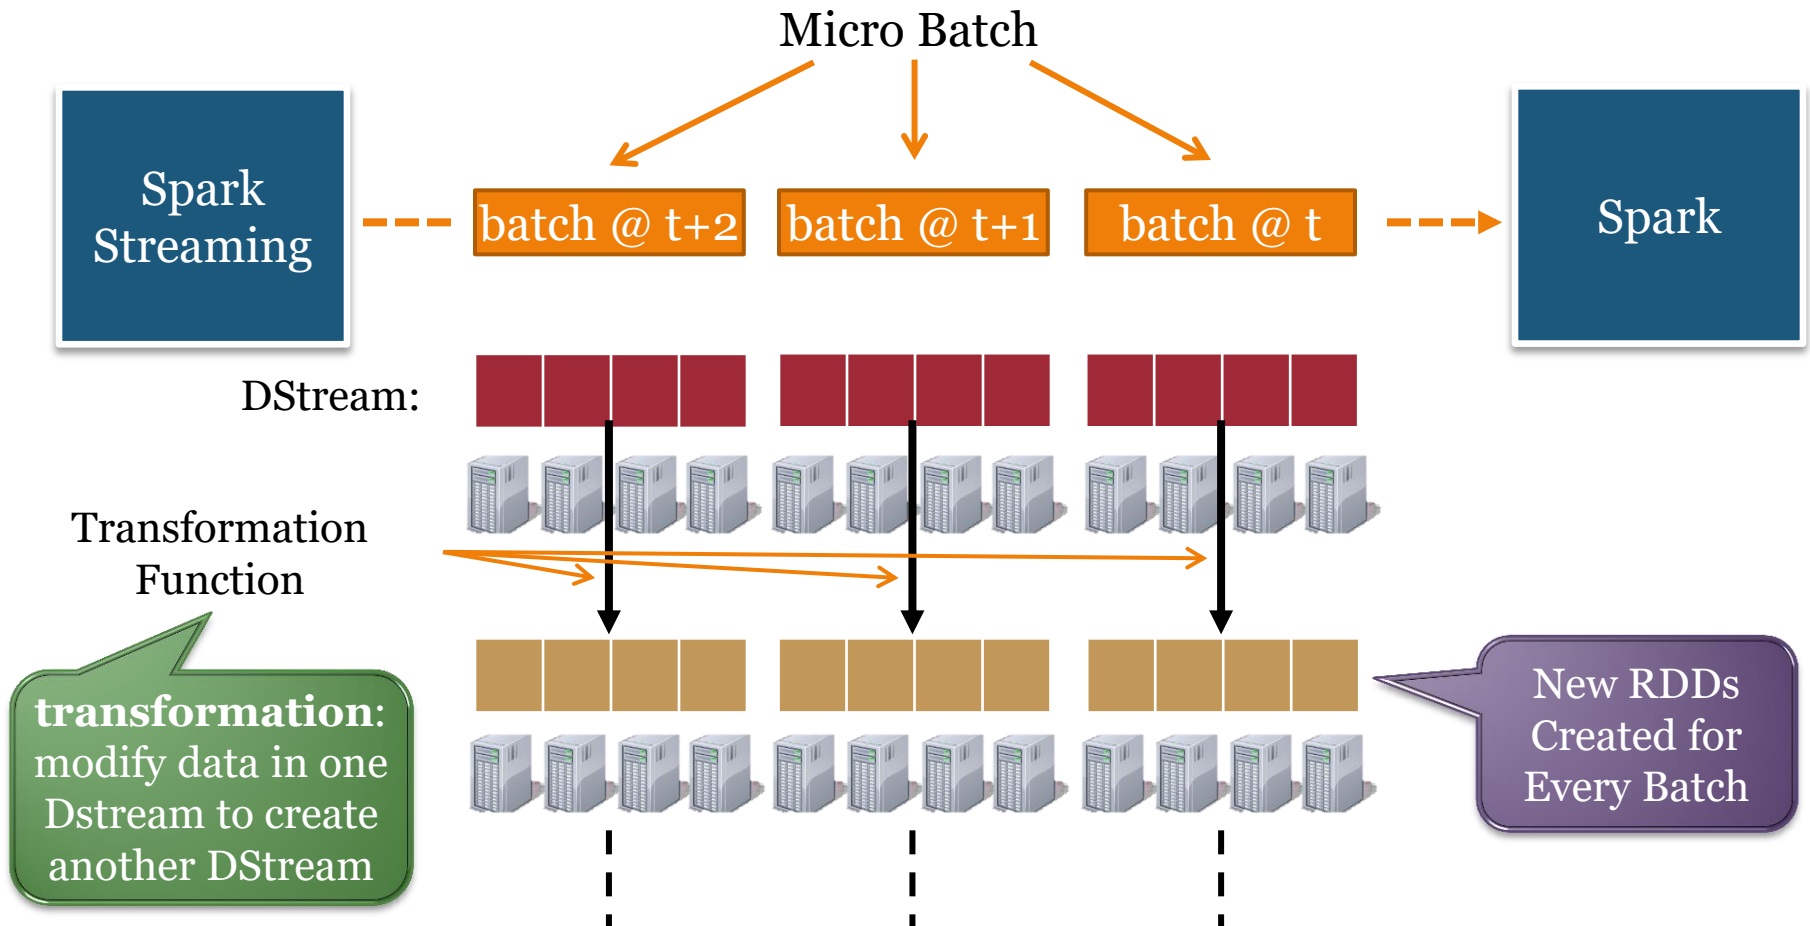 Micro Batch
Spark
Streaming
batch @ t+2
batch @ t+1
batch @ t
Spark
DStream:
Transformation
Function
transformation:
modify data in one
Dstream to create
another DStream
New RDDs
Created for
Every Batch